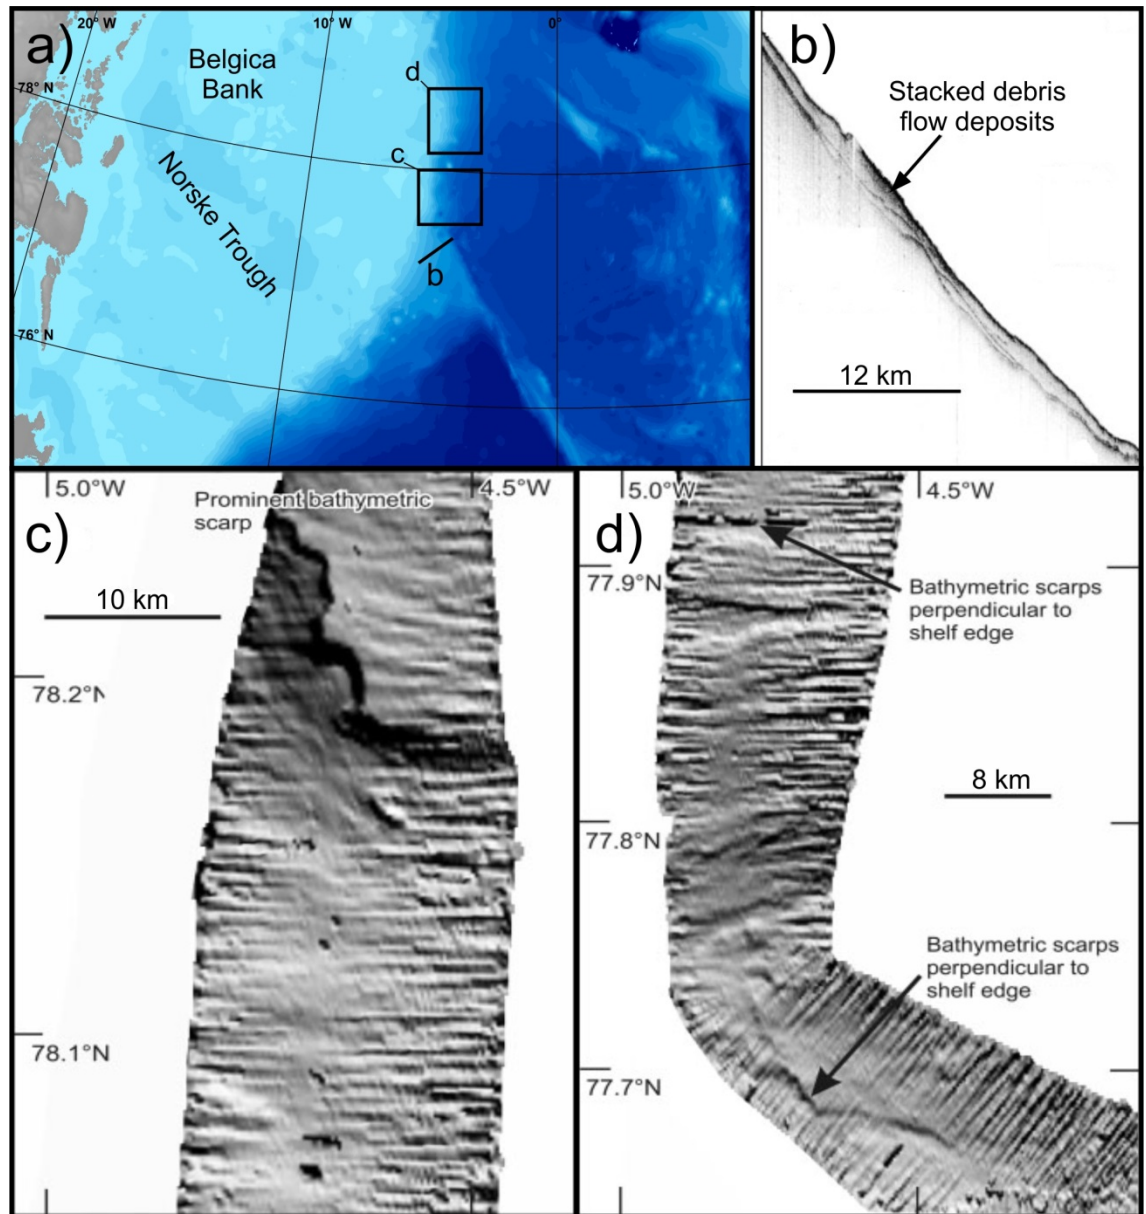 a)
20° W
10° W
0°
Belgica
Bank
78° N
d
c
Norske Trough
b
76° N
b)
Stacked debris
flow deposits
12 km
c)
5.0°W
4.5°W
Prominent bathymetric
scarp
10 km
78.2°N
78.1°N
d)
5.0°W
4.5°W
77.9°N
Bathymetric scarps
perpendicular to
shelf edge
8 km
77.8°N
Bathymetric scarps
perpendicular to
shelf edge
77.7°N